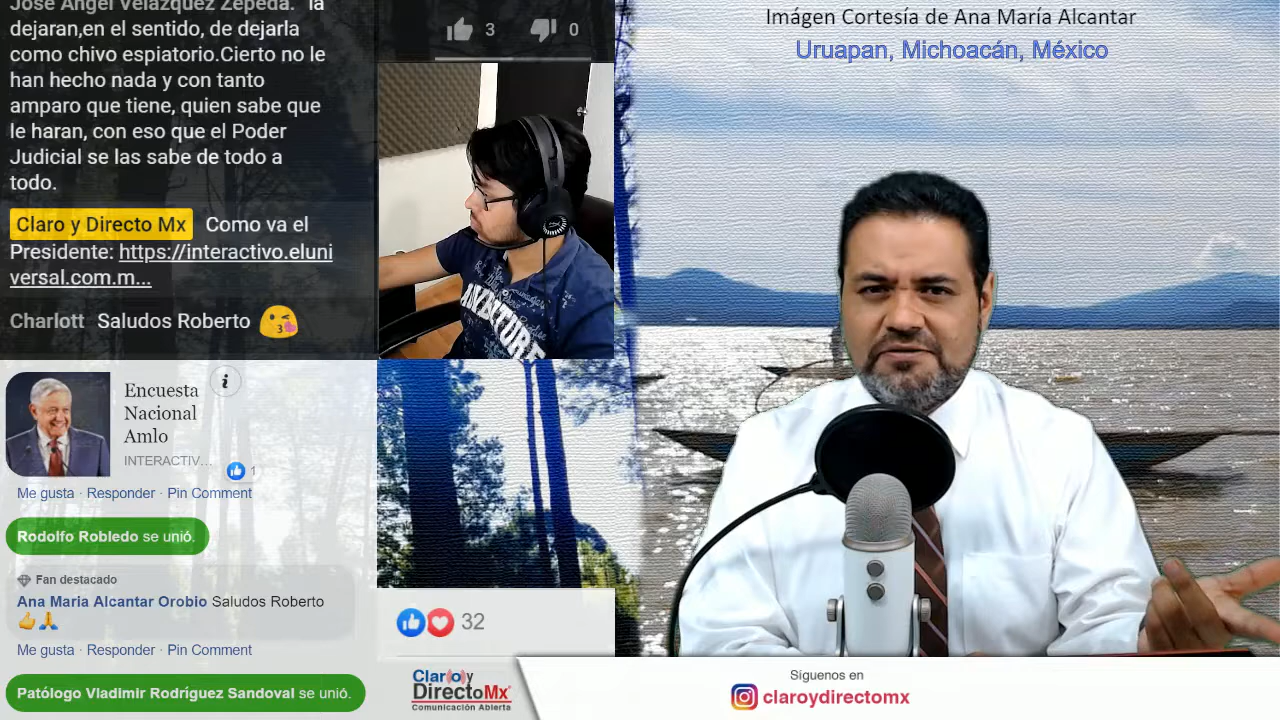 Jose Angel Velázquez Zepeda. la
dejaran,en el sentido, de dejarla
como chivo espiatorio.Cierto no le
han hecho nada y con tanto
amparo que tiene, quien sabe que
le haran, con eso que el Poder
Judicial se las sabe de todo a
todo.
Claro y Directo Mx Como va el
Presidente: https://interactivo.eluni
versal.com.m...
Charlott Saludos Roberto
Encuesta
Nacional
Amlo
INTERACTIV...
1
Me gusta · Responder · Pin Comment
Rodolfo Robledo se unió.
Fan destacado
Ana Maria Alcantar Orobio Saludos Roberto
Me gusta · Responder · Pin Comment
Patólogo Vladimir Rodríguez Sandoval se unió.
3 0
32
Claro y
DirectoMx
Comunicación Abierta
Imágen Cortesía de Ana María Alcantar
Uruapan, Michoacán, México
Síguenos en
claroydirectomx